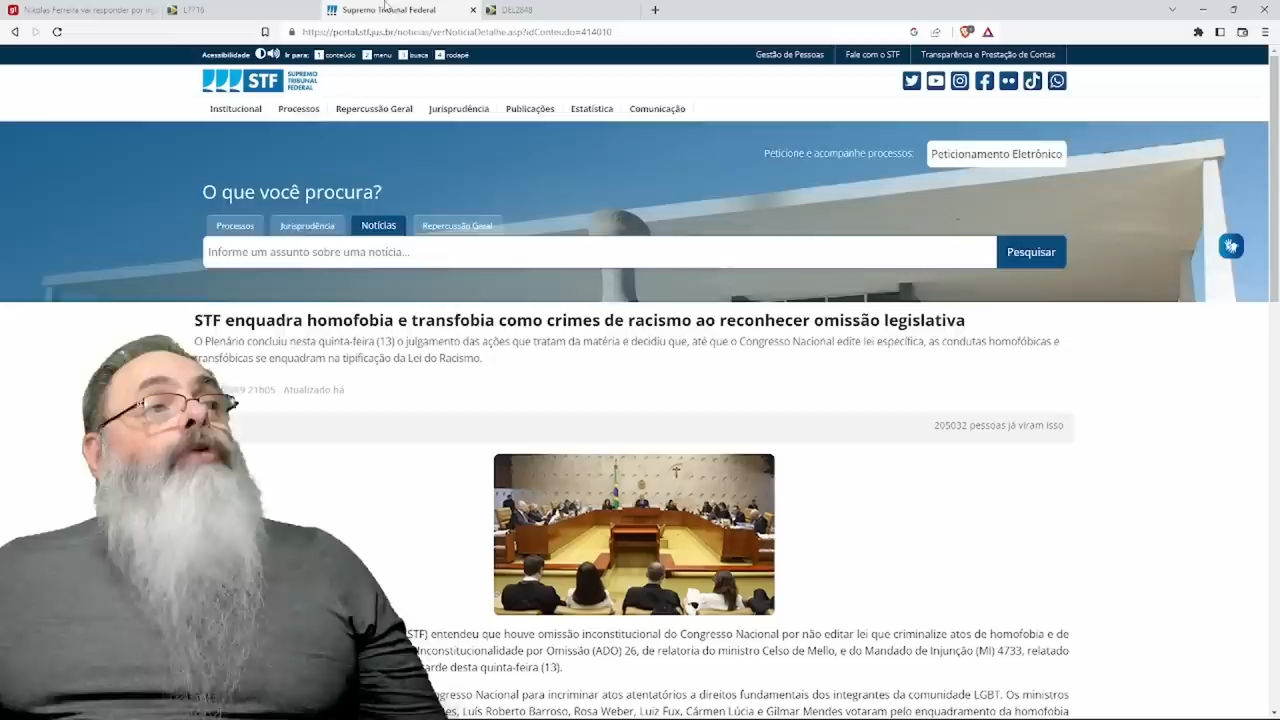 Nikolas Ferreira vai responder por inj
L7716
Supremo Tribunal Federal
DEL2848
https://portal.stf.jus.br/noticias/verNoticiaDetalhe.asp?idConteudo=414010
Acessibilidade Ir para: 1 conteúdo 2 menu 3 busca 4 rodapé
Gestão de Pessoas Fale com o STF Transparência e Prestação de Contas
STF SUPREMO TRIBUNAL FEDERAL
Institucional Processos Repercussão Geral Jurisprudência Publicações Estatística Comunicação
Peticione e acompanhe processos: Peticionamento Eletrônico
O que você procura?
Processos Jurisprudência Notícias Repercussão Geral
Informe um assunto sobre uma notícia... Pesquisar
STF enquadra homofobia e transfobia como crimes de racismo ao reconhecer omissão legislativa
O Plenário concluiu nesta quinta-feira (13) o julgamento das ações que tratam da matéria e decidiu que, até que o Congresso Nacional edite lei específica, as condutas homofóbicas e
transfóbicas se enquadram na tipificação da Lei do Racismo.
9 21h05 Atualizado há
205032 pessoas já viram isso
STF) entendeu que houve omissão inconstitucional do Congresso Nacional por não editar lei que criminalize atos de homofobia e de
Inconstitucionalidade por Omissão (ADO) 26, de relatoria do ministro Celso de Mello, e do Mandado de Injunção (MI) 4733, relatado
tarde desta quinta-feira (13).
gresso Nacional para incriminar atos atentatórios a direitos fundamentais dos integrantes da comunidade LGBT. Os ministros
es, Luís Roberto Barroso, Rosa Weber, Luiz Fux, Cármen Lúcia e Gilmar Mendes votaram pelo enquadramento da homofobia